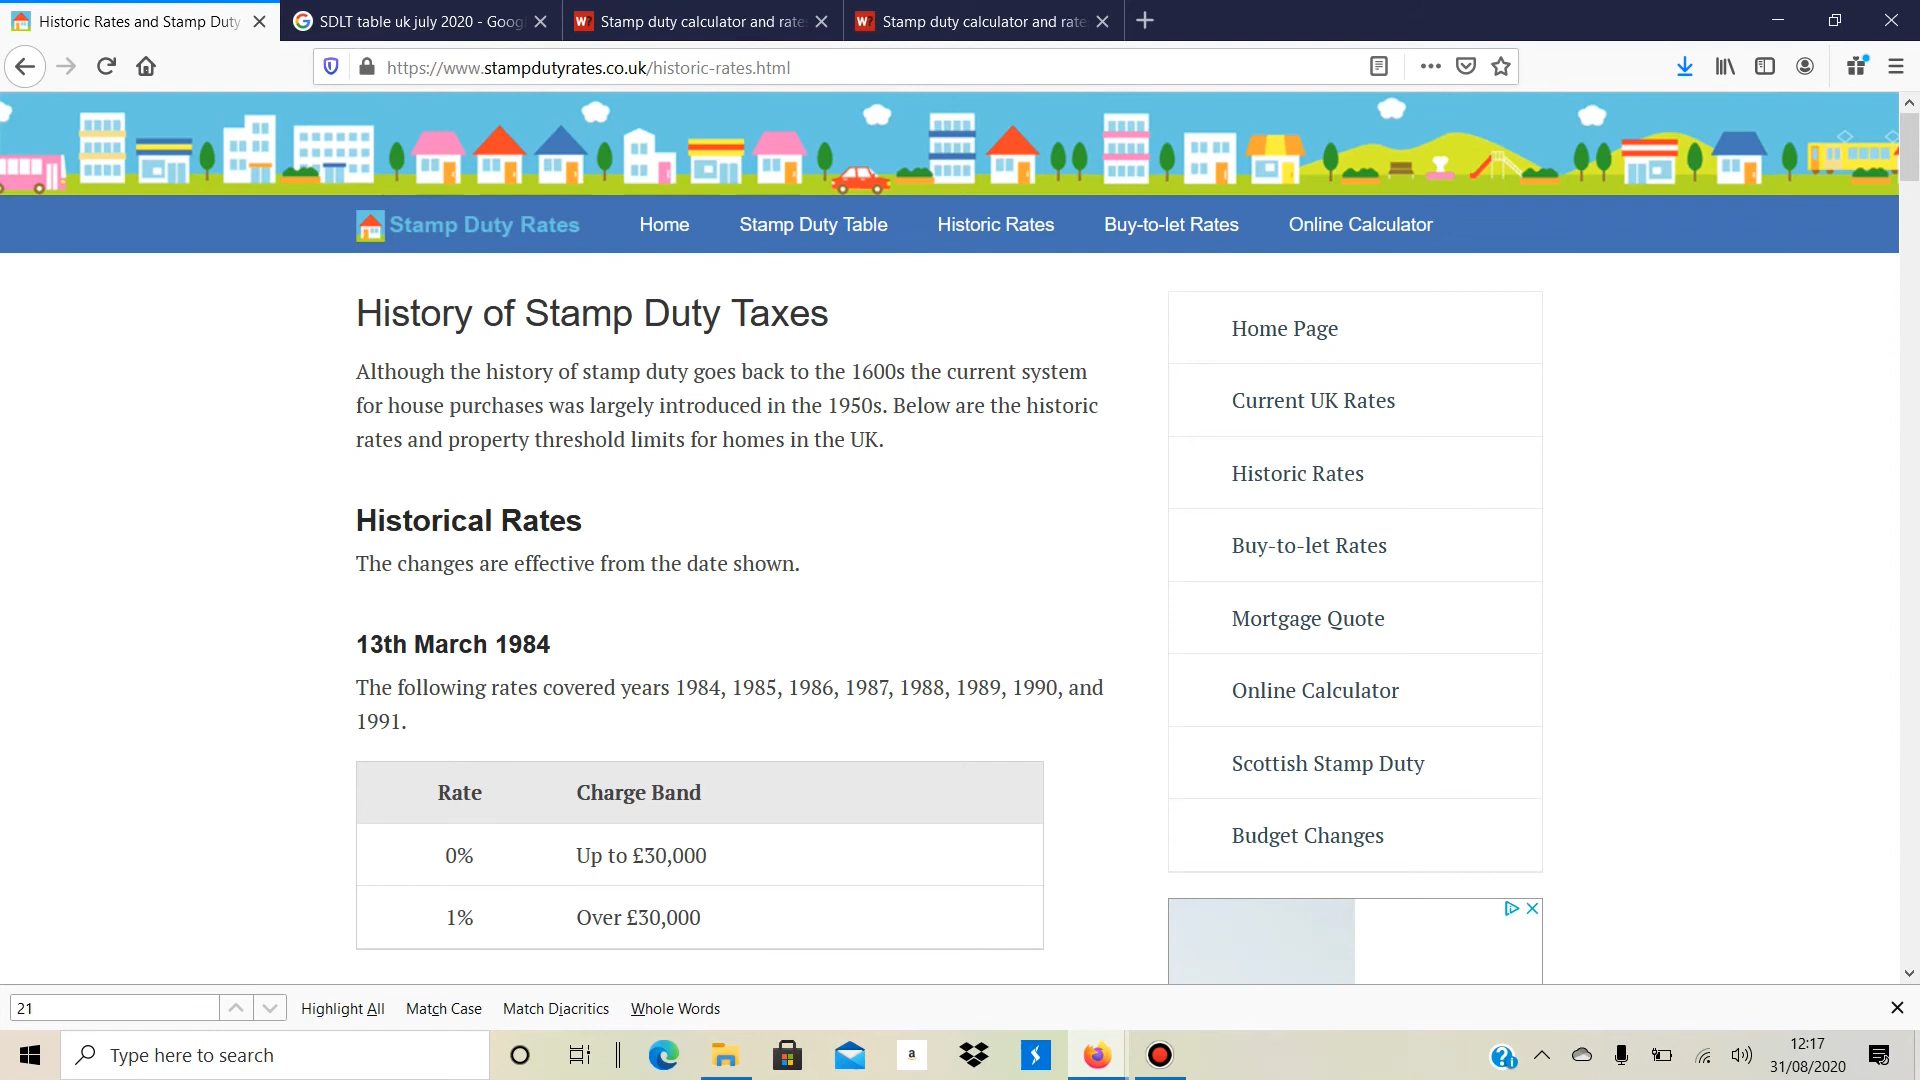 Historic Rates and Stamp Duty
SDLT table uk july 2020 - Goog
W?
Stamp duty calculator and rate
W?
Stamp duty calculator and rate
https://www.stampdutyrates.co.uk/historic-rates.html
Stamp Duty Rates
Home
Stamp Duty Table
Historic Rates
Buy-to-let Rates
Online Calculator
History of Stamp Duty Taxes
Although the history of stamp duty goes back to the 1600s the current system
for house purchases was largely introduced in the 1950s. Below are the historic
rates and property threshold limits for homes in the UK.
Historical Rates
The changes are effective from the date shown.
13th March 1984
The following rates covered years 1984, 1985, 1986, 1987, 1988, 1989, 1990, and
1991.
Rate Charge Band
0% Up to £30,000
1% Over £30,000
Home Page
Current UK Rates
Historic Rates
Buy-to-let Rates
Mortgage Quote
Online Calculator
Scottish Stamp Duty
Budget Changes
21
Highlight All
Match Case
Match Diacritics
Whole Words
Type here to search
a
12:17
31/08/2020